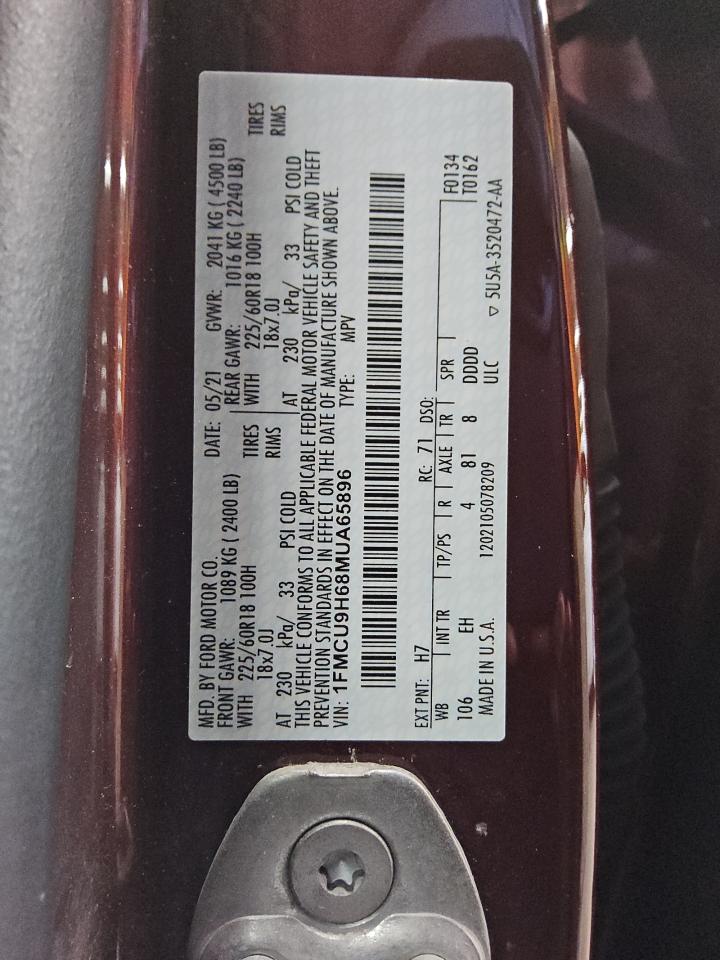 MFD. BY FORD MOTOR CO.
DATE: 05/21 GVWR: 2041 KG ( 4500 LB)
FRONT GAWR: 1089 KG ( 2400 LB) REAR GAWR: 1016 KG ( 2240 LB)
WITH 225/60R18 100H TIRES WITH 225/60R18 100H TIRES
18x7.0J RIMS 18x7.0J RIMS
AT 230 kPa/ 33 PSI COLD AT 230 kPa/ 33 PSI COLD
THIS VEHICLE CONFORMS TO ALL APPLICABLE FEDERAL MOTOR VEHICLE SAFETY AND THEFT
PREVENTION STANDARDS IN EFFECT ON THE DATE OF MANUFACTURE SHOWN ABOVE.
VIN: 1FMCU9H68MUA65896 TYPE: MPV
EXT PNT: H7 RC: 71 DSO:
WB INT TR TP/PS R AXLE TR SPR F0134
106 EH 4 81 8 DDDD T0162
MADE IN U.S.A. 1202105078209 ULC ▽ 5U5A-3520472-AA